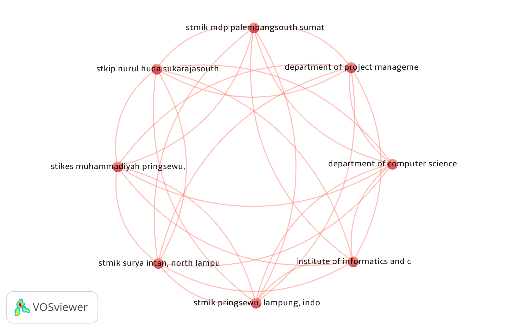 stmik mdp palembangsouth sumat
department of project manageme
stkip nurul huda sukarajasouth
department of computer science
stikes muhammadiyah pringsewu,
institute of informatics and c
stmik surya intan, north lampu
stmik pringsewu, lampung, indo
VOSviewer